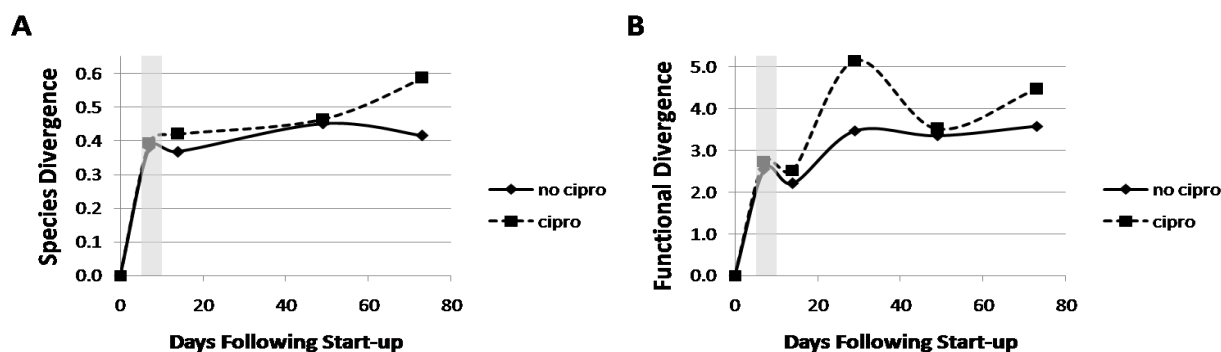 A
Species Divergence
0.6
0.5
0.4
0.3
0.2
0.1
0.0
0 20 40 60 80
Days Following Start-up
no cipro
cipro
B
Functional Divergence
5.0
4.0
3.0
2.0
1.0
0.0
0 20 40 60 80
Days Following Start-up
no cipro
cipro